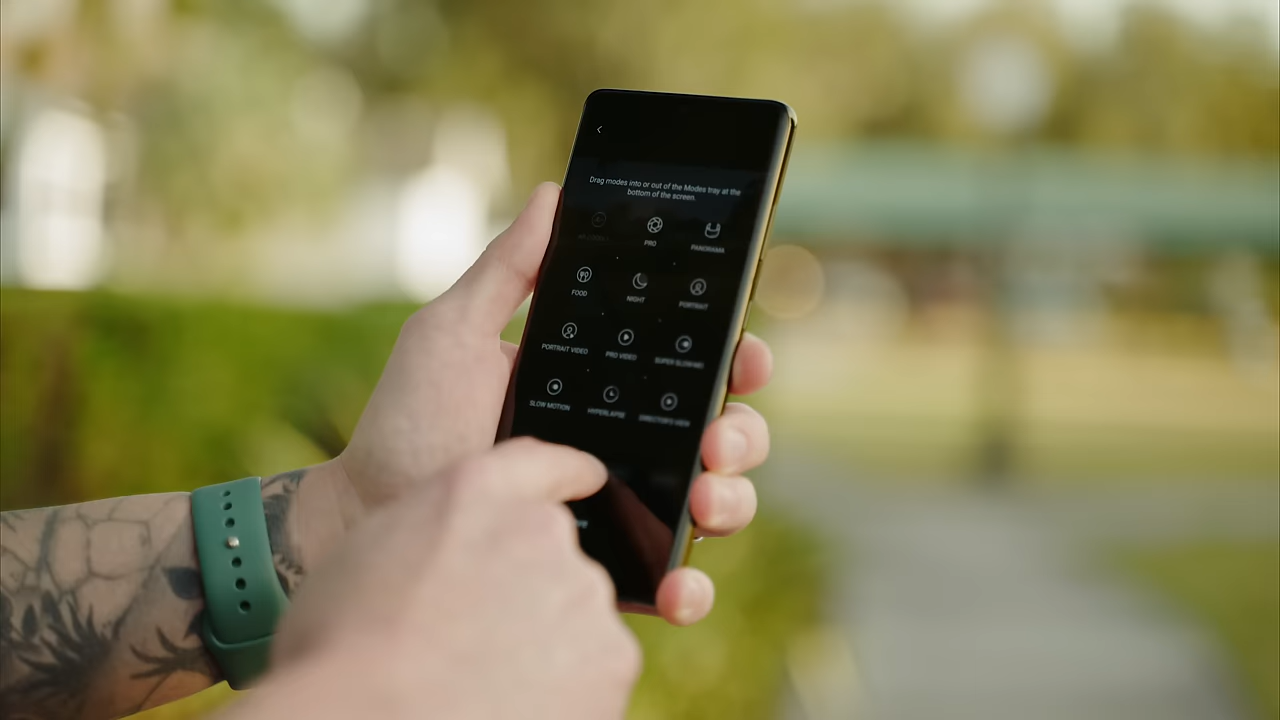 Drag modes into or out of the Modes tray at the
bottom of the screen.
PRO PANORAMA
FOOD NIGHT PORTRAIT
PORTRAIT VIDEO PRO VIDEO SUPER SLOW-MO
SLOW MOTION HYPERLAPSE DIRECTOR'S VIEW